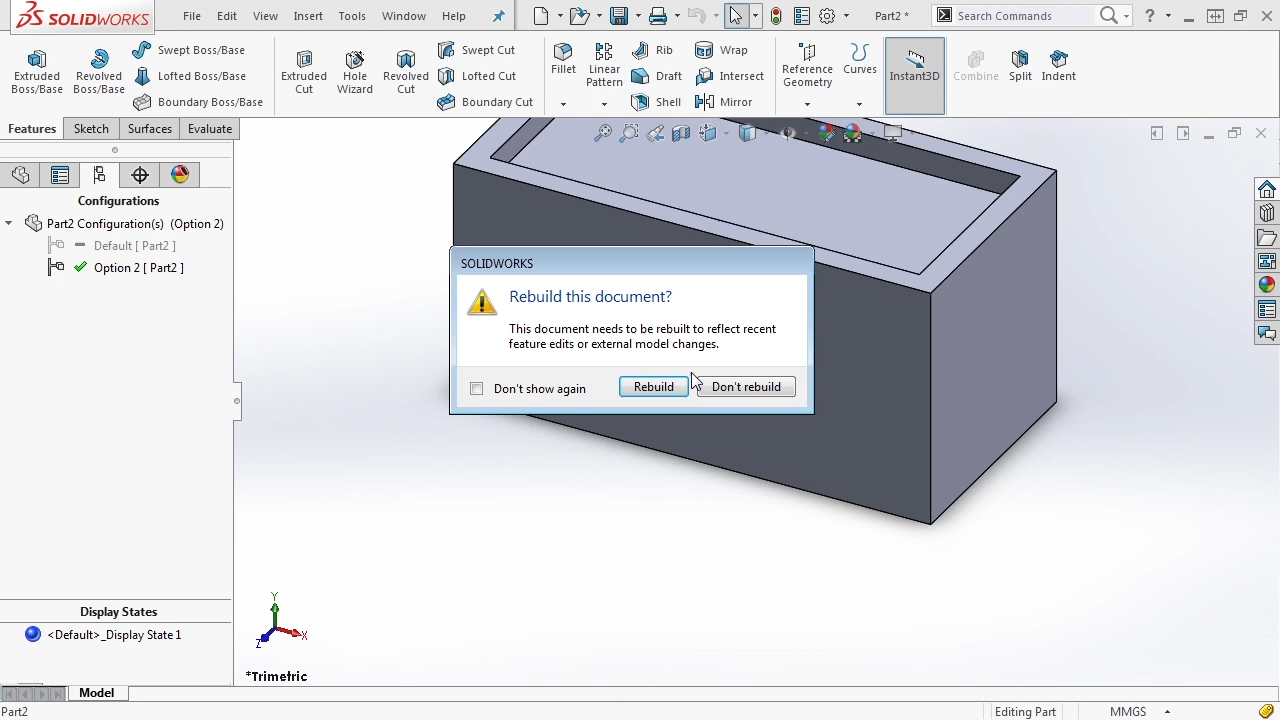 SOLIDWORKS
File Edit View Insert Tools Window Help
Part2 *
Search Commands
?
Extruded Boss/Base
Revolved Boss/Base
Swept Boss/Base
Lofted Boss/Base
Boundary Boss/Base
Extruded Cut
Hole Wizard
Revolved Cut
Swept Cut
Lofted Cut
Boundary Cut
Fillet
Linear Pattern
Rib
Draft
Shell
Wrap
Intersect
Mirror
Reference Geometry
Curves
Instant3D
Combine
Split
Indent
Features Sketch Surfaces Evaluate
Configurations
Part2 Configuration(s) (Option 2)
Default [ Part2 ]
Option 2 [ Part2 ]
SOLIDWORKS
Rebuild this document?
This document needs to be rebuilt to reflect recent
feature edits or external model changes.
Don't show again
Rebuild
Don't rebuild
Display States
<Default>_Display State 1
Y
X
Z
*Trimetric
Model
Part2
Editing Part
MMGS